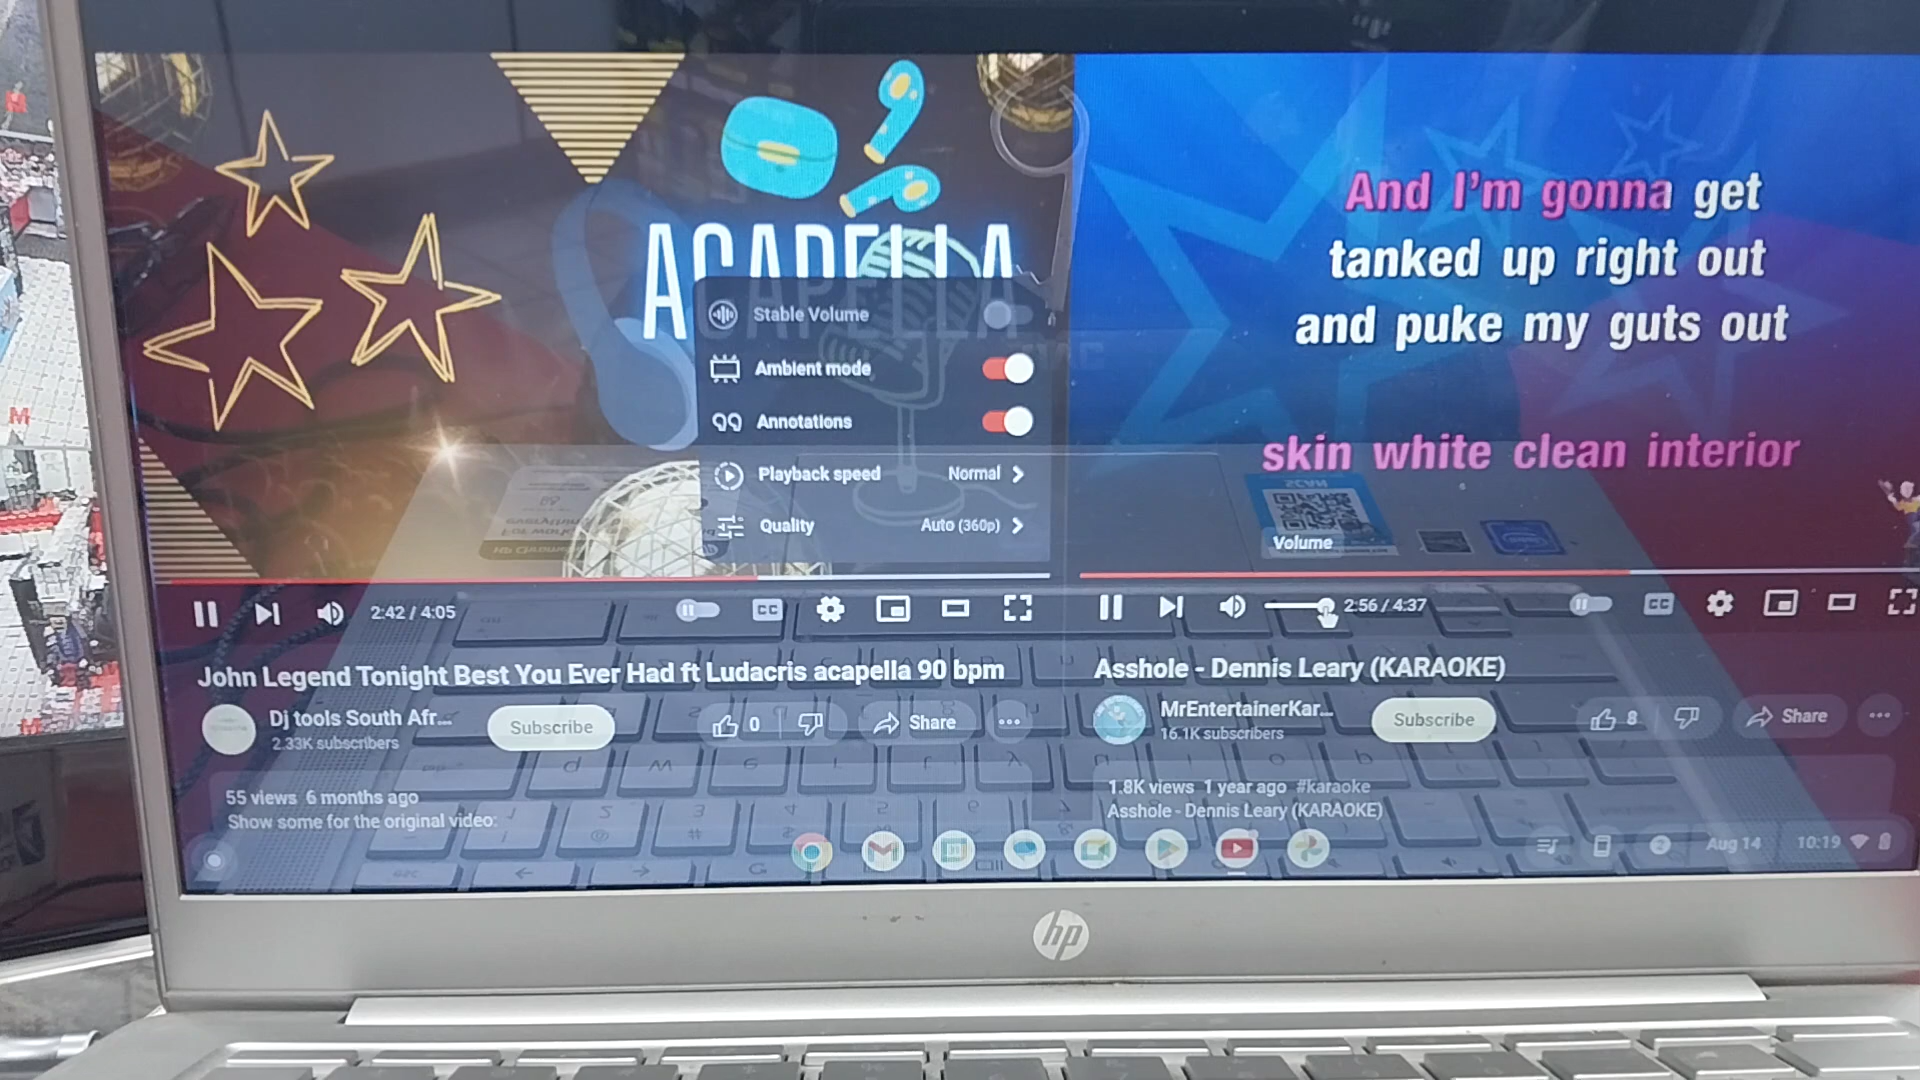 ACAPELLA
Stable Volume
Ambient mode
Annotations
Playback speed Normal
Quality Auto (360p)
2:42 / 4:05
CC
John Legend Tonight Best You Ever Had ft Ludacris acapella 90 bpm
Dj tools South Afr...
2.33K subscribers
Subscribe
0
Share
55 views 6 months ago
Show some for the original video:
And I'm gonna get
tanked up right out
and puke my guts out
skin white clean interior
SCAN
Volume
2:56 / 4:37
CC
Asshole - Dennis Leary (KARAOKE)
MrEntertainerKar...
16.1K subscribers
Subscribe
8
Share
1.8K views 1 year ago #karaoke
Asshole - Dennis Leary (KARAOKE)
Aug 14
10:19
hp